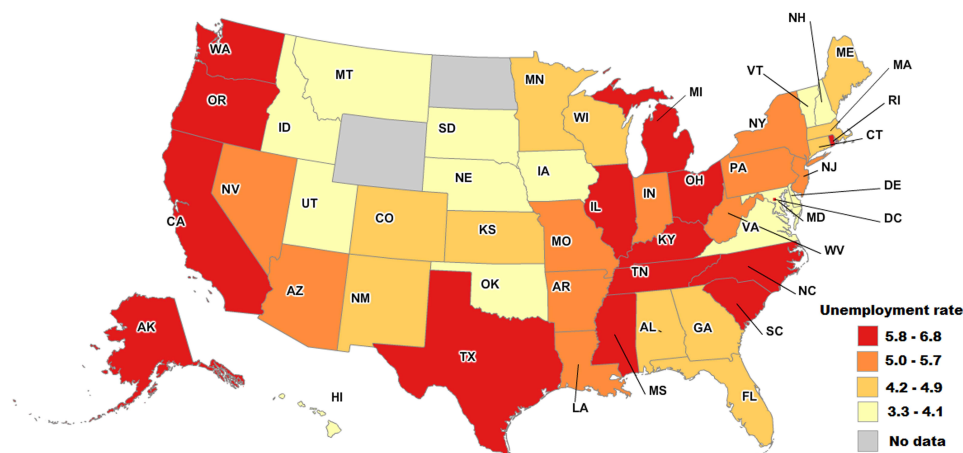 NH
WA
ME
MT
MA
VT
MN
OR
MI
RI
ID
SD
WI
NY
CT
PA
NJ
IA
NE
OH
NV
IN
DE
IL
UT
CO
MD
CA
DC
KS
VA
MO
KY
WV
TN
OK
AZ
AR
NC
NM
Unemployment rate
AK
AL
GA
SC
5.8 - 6.8
TX
5.0 - 5.7
MS
4.2 - 4.9
HI
FL
LA
3.3 - 4.1
No data